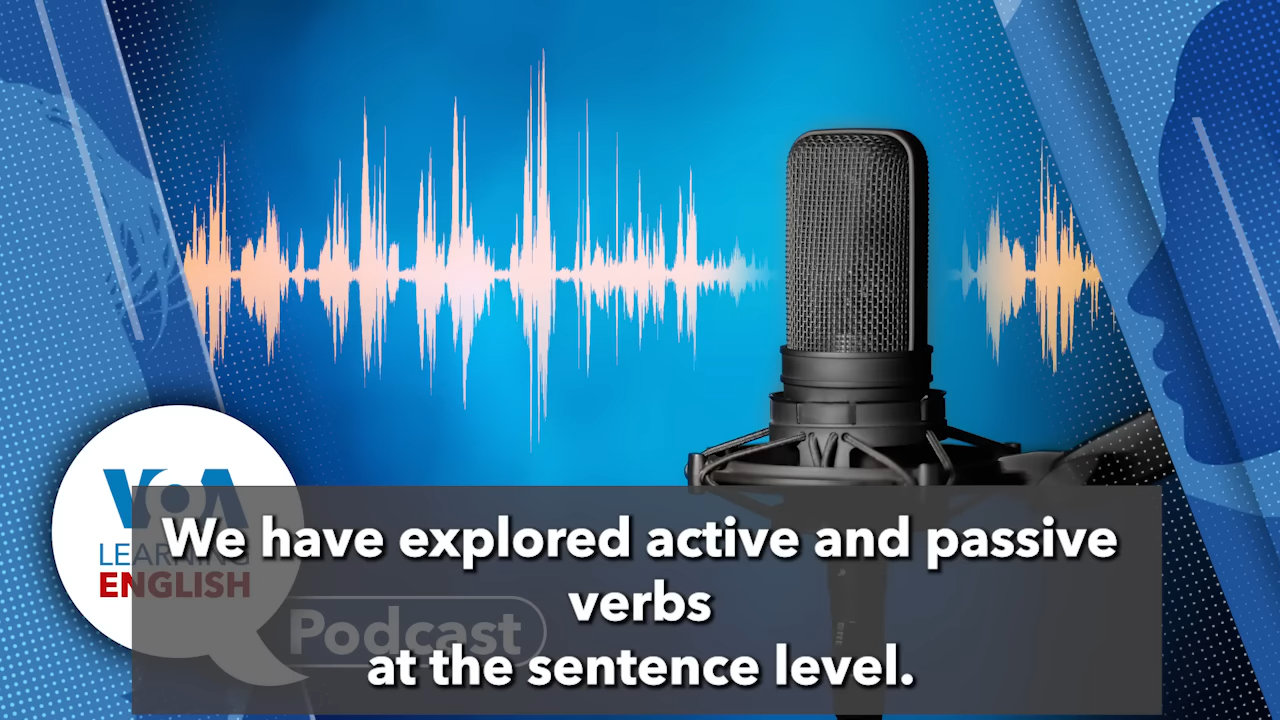 VOA
LEARNING
ENGLISH
Podcast
We have explored active and passive
verbs
at the sentence level.